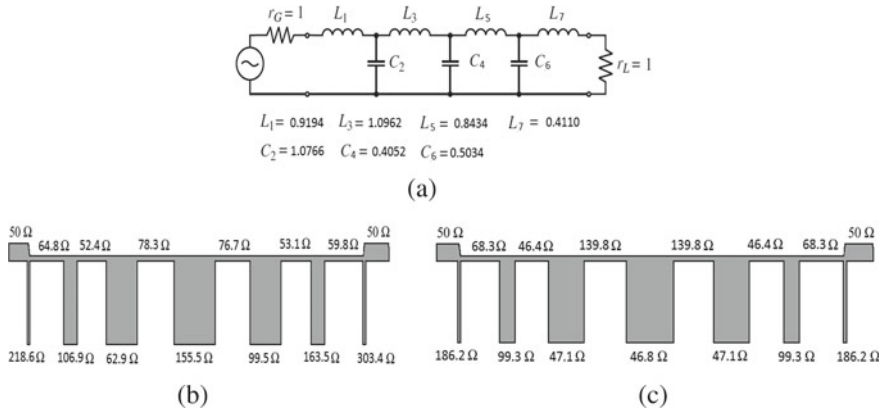 r_G = 1 L_1 L_3 L_5 L_7
C_2 C_4 C_6 r_L = 1
L_1 = 0.9194 L_3 = 1.0962 L_5 = 0.8434 L_7 = 0.4110
C_2 = 1.0766 C_4 = 0.4052 C_6 = 0.5034
(a)
50 Ω 64.8 Ω 52.4 Ω 78.3 Ω 76.7 Ω 53.1 Ω 59.8 Ω 50 Ω
218.6 Ω 106.9 Ω 62.9 Ω 155.5 Ω 99.5 Ω 163.5 Ω 303.4 Ω
(b)
50 Ω 68.3 Ω 46.4 Ω 139.8 Ω 139.8 Ω 46.4 Ω 68.3 Ω 50 Ω
186.2 Ω 99.3 Ω 47.1 Ω 46.8 Ω 47.1 Ω 99.3 Ω 186.2 Ω
(c)